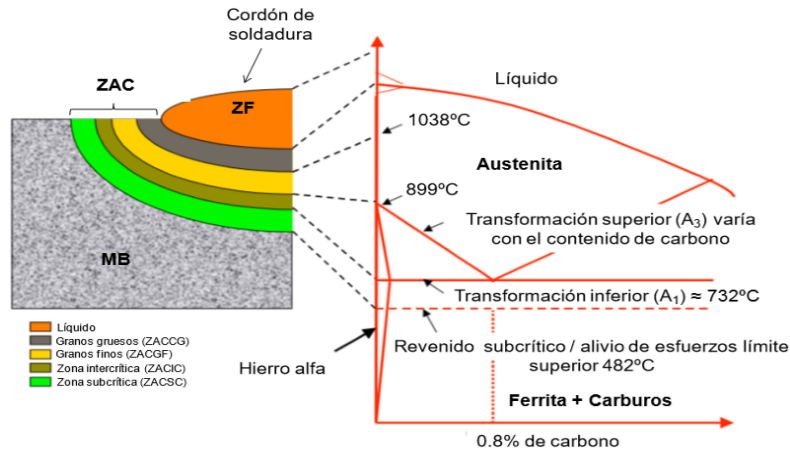 Cordón de
soldadura
ZAC
ZF
MB
Líquido
Granos gruesos (ZACCG)
Granos finos (ZACGF)
Zona intercrítica (ZACIC)
Zona subcrítica (ZACSC)
Líquido
1038ºC
Austenita
899ºC
Transformación superior (A3) varía
con el contenido de carbono
Transformación inferior (A1) ≈ 732ºC
Revenido subcrítico / alivio de esfuerzos límite
superior 482ºC
Hierro alfa
Ferrita + Carburos
0.8% de carbono